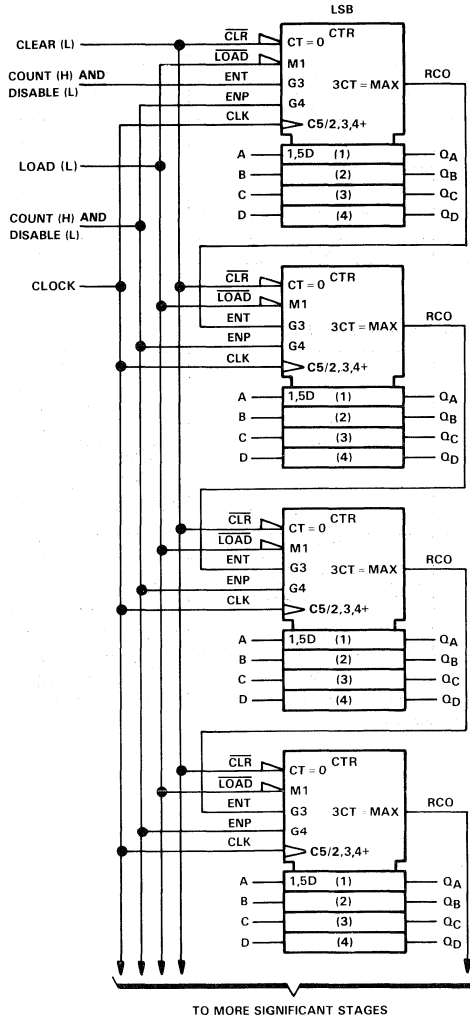 LSB
CLEAR (L)
CLR
CT = 0 CTR
LOAD
M1
COUNT (H) AND
DISABLE (L)
ENT
G3 3CT = MAX
RCO
ENP
G4
CLK
C5/2,3,4+
A 1,5D (1) QA
LOAD (L)
B (2) QB
C (3) QC
D (4) QD
COUNT (H) AND
DISABLE (L)
CLOCK
CLR
CT = 0 CTR
LOAD
M1
ENT
G3 3CT = MAX
RCO
ENP
G4
CLK
C5/2,3,4+
A 1,5D (1) QA
B (2) QB
C (3) QC
D (4) QD
CLR
CT = 0 CTR
LOAD
M1
ENT
G3 3CT = MAX
RCO
ENP
G4
CLK
C5/2,3,4+
A 1,5D (1) QA
B (2) QB
C (3) QC
D (4) QD
CLR
CT = 0 CTR
LOAD
M1
ENT
G3 3CT = MAX
RCO
ENP
G4
CLK
C5/2,3,4+
A 1,5D (1) QA
B (2) QB
C (3) QC
D (4) QD
TO MORE SIGNIFICANT STAGES